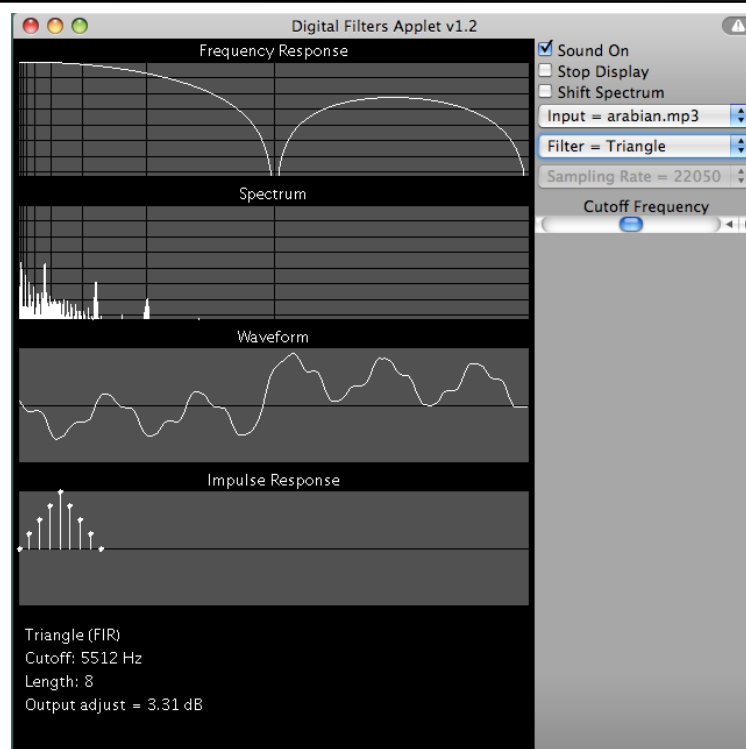 Digital Filters Applet v1.2
Frequency Response
Spectrum
Waveform
Impulse Response
Triangle (FIR)
Cutoff: 5512 Hz
Length: 8
Output adjust = 3.31 dB
Sound On
Stop Display
Shift Spectrum
Input = arabian.mp3
Filter = Triangle
Sampling Rate = 22050
Cutoff Frequency